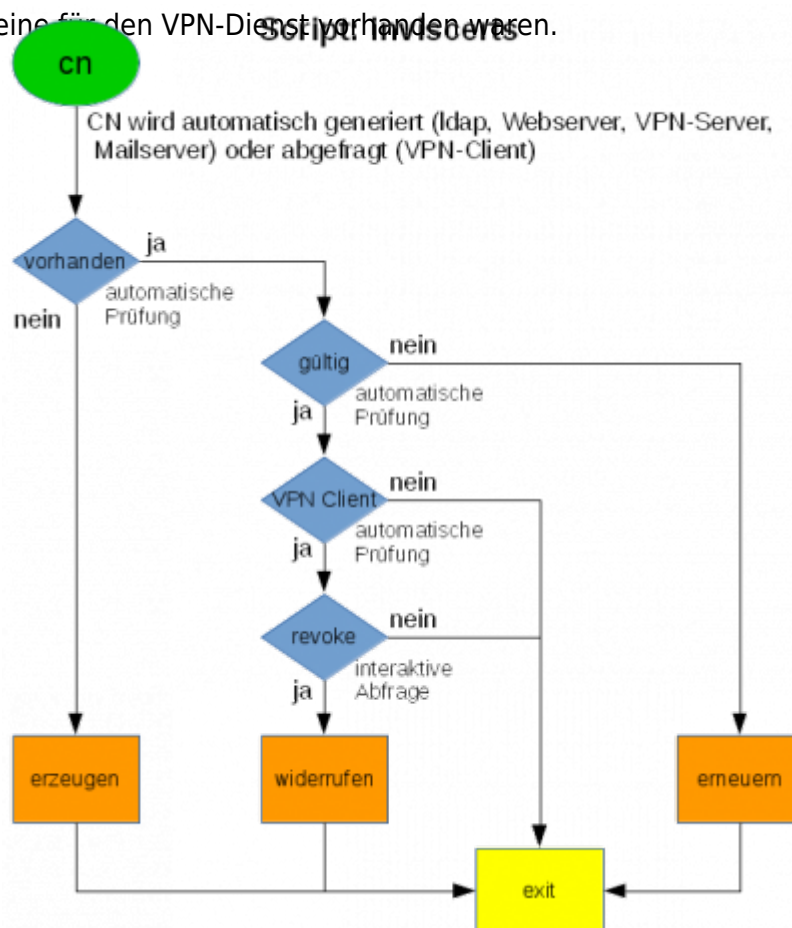 eine für den VPN-Dienst vorhanden waren.
Script: inviscerts
cn
CN wird automatisch generiert (ldap, Webserver, VPN-Server,
Mailserver) oder abgefragt (VPN-Client)
vorhanden
ja
automatische
Prüfung
nein
gültig
nein
automatische
Prüfung
ja
VPN Client
nein
automatische
Prüfung
ja
revoke
nein
interaktive
Abfrage
ja
erzeugen
widerrufen
erneuern
exit